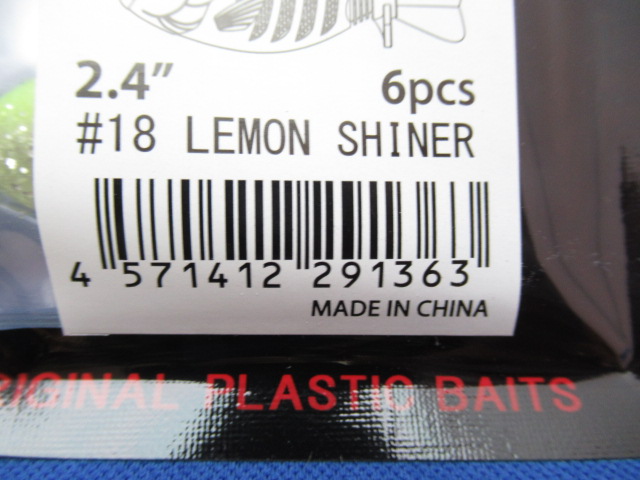 2.4" 6pcs
#18 LEMON SHINER
4 571412 291363
MADE IN CHINA
ORIGINAL PLASTIC BAITS